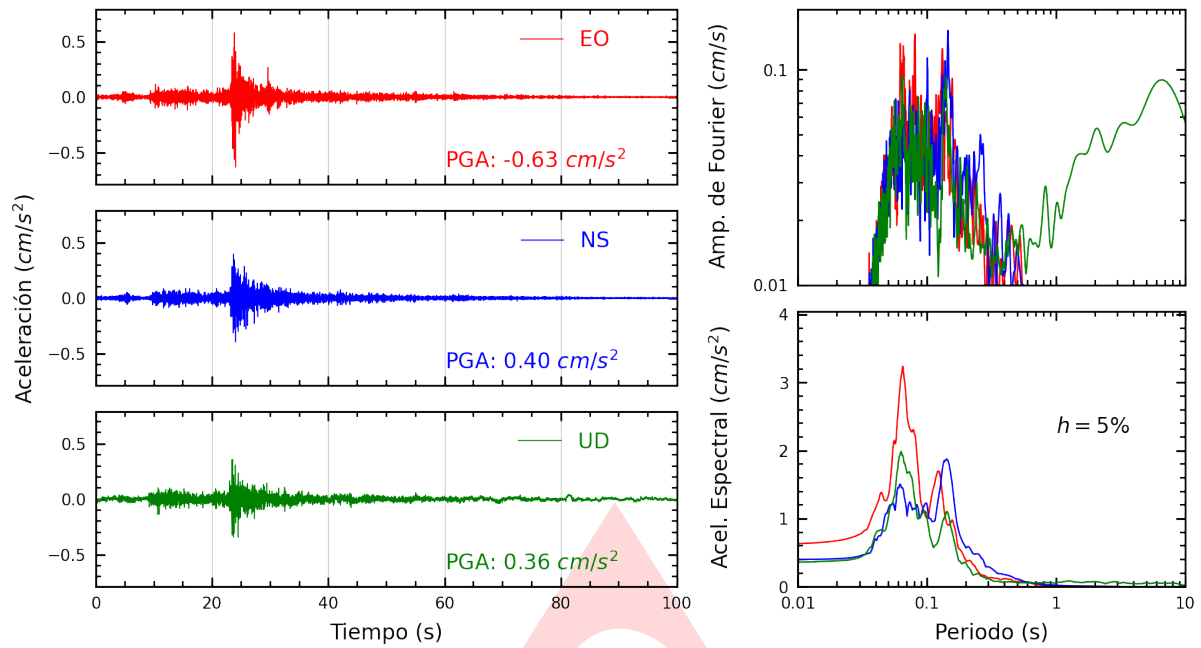 0.5
0.0
−0.5
EO
PGA: -0.63 cm/s²
0.5
0.0
−0.5
NS
PGA: 0.40 cm/s²
0.5
0.0
−0.5
UD
PGA: 0.36 cm/s²
0 20 40 60 80 100
Tiempo (s)
Aceleración (cm/s²)
Amp. de Fourier (cm/s)
0.1
0.01
Acel. Espectral (cm/s²)
4
3
2
1
0
h = 5%
0.01 0.1 1 10
Periodo (s)